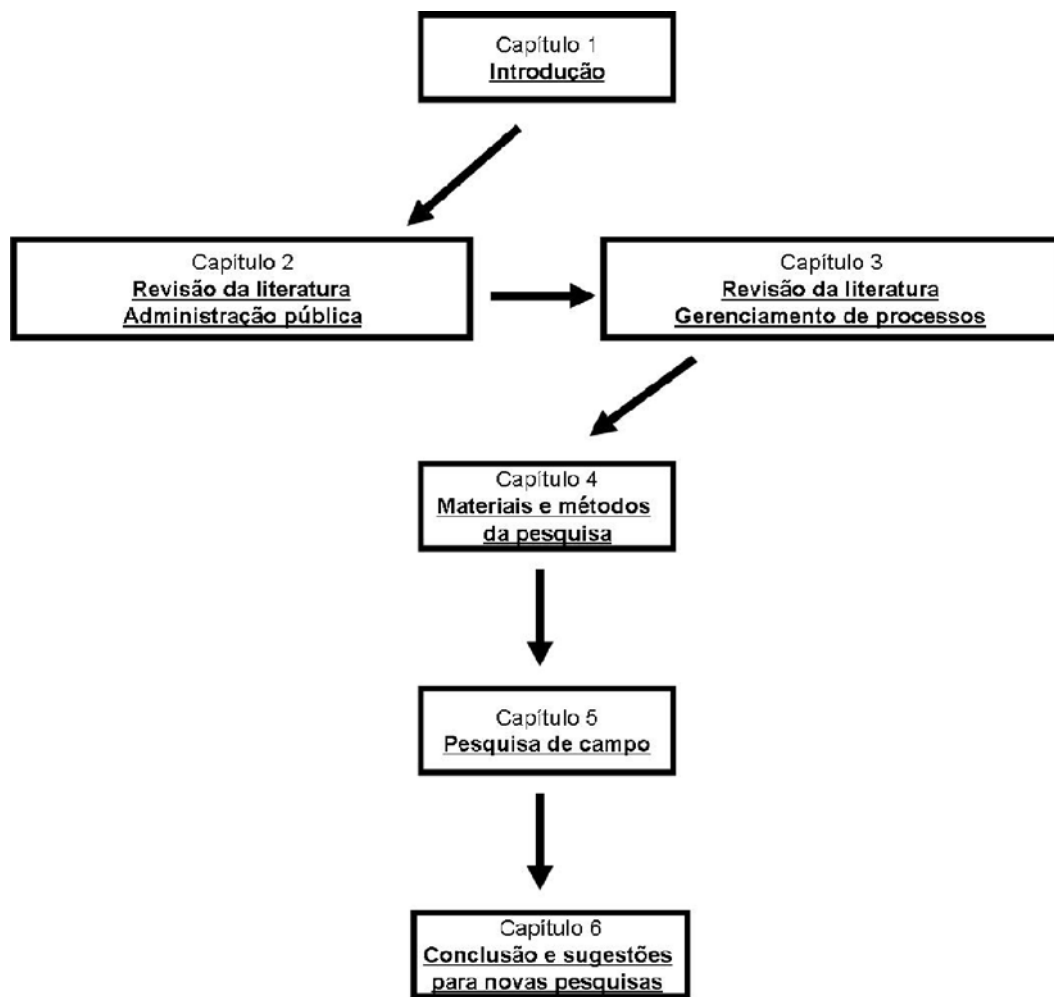 Capítulo 1
Introdução
Capítulo 2
Revisão da literatura
Administração pública
Capítulo 3
Revisão da literatura
Gerenciamento de processos
Capítulo 4
Materiais e métodos
da pesquisa
Capítulo 5
Pesquisa de campo
Capítulo 6
Conclusão e sugestões
para novas pesquisas